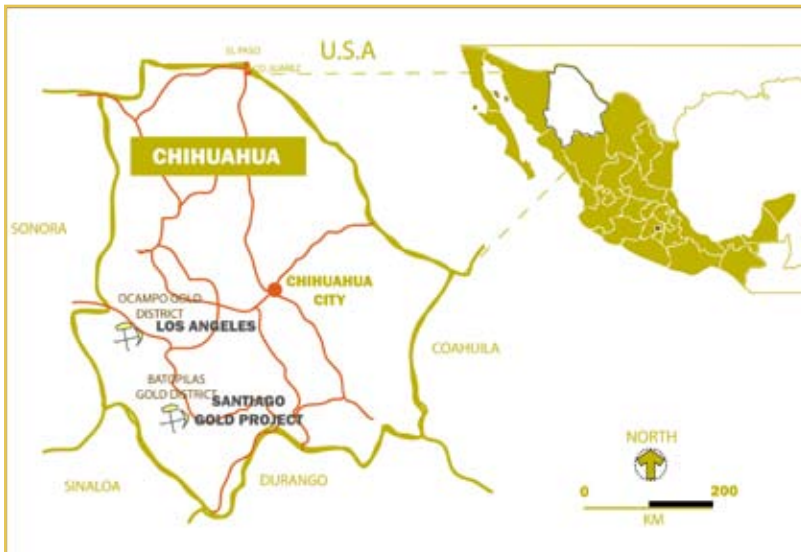 EL PASO
U.S.A
CD JUAREZ
CHIHUAHUA
SONORA
CHIHUAHUA
CITY
OCAMPO GOLD
DISTRICT
LOS ANGELES
COAHUILA
BATOPILAS
GOLD DISTRICT
SANTIAGO
GOLD PROJECT
NORTH
SINALOA
DURANGO
0 200
KM